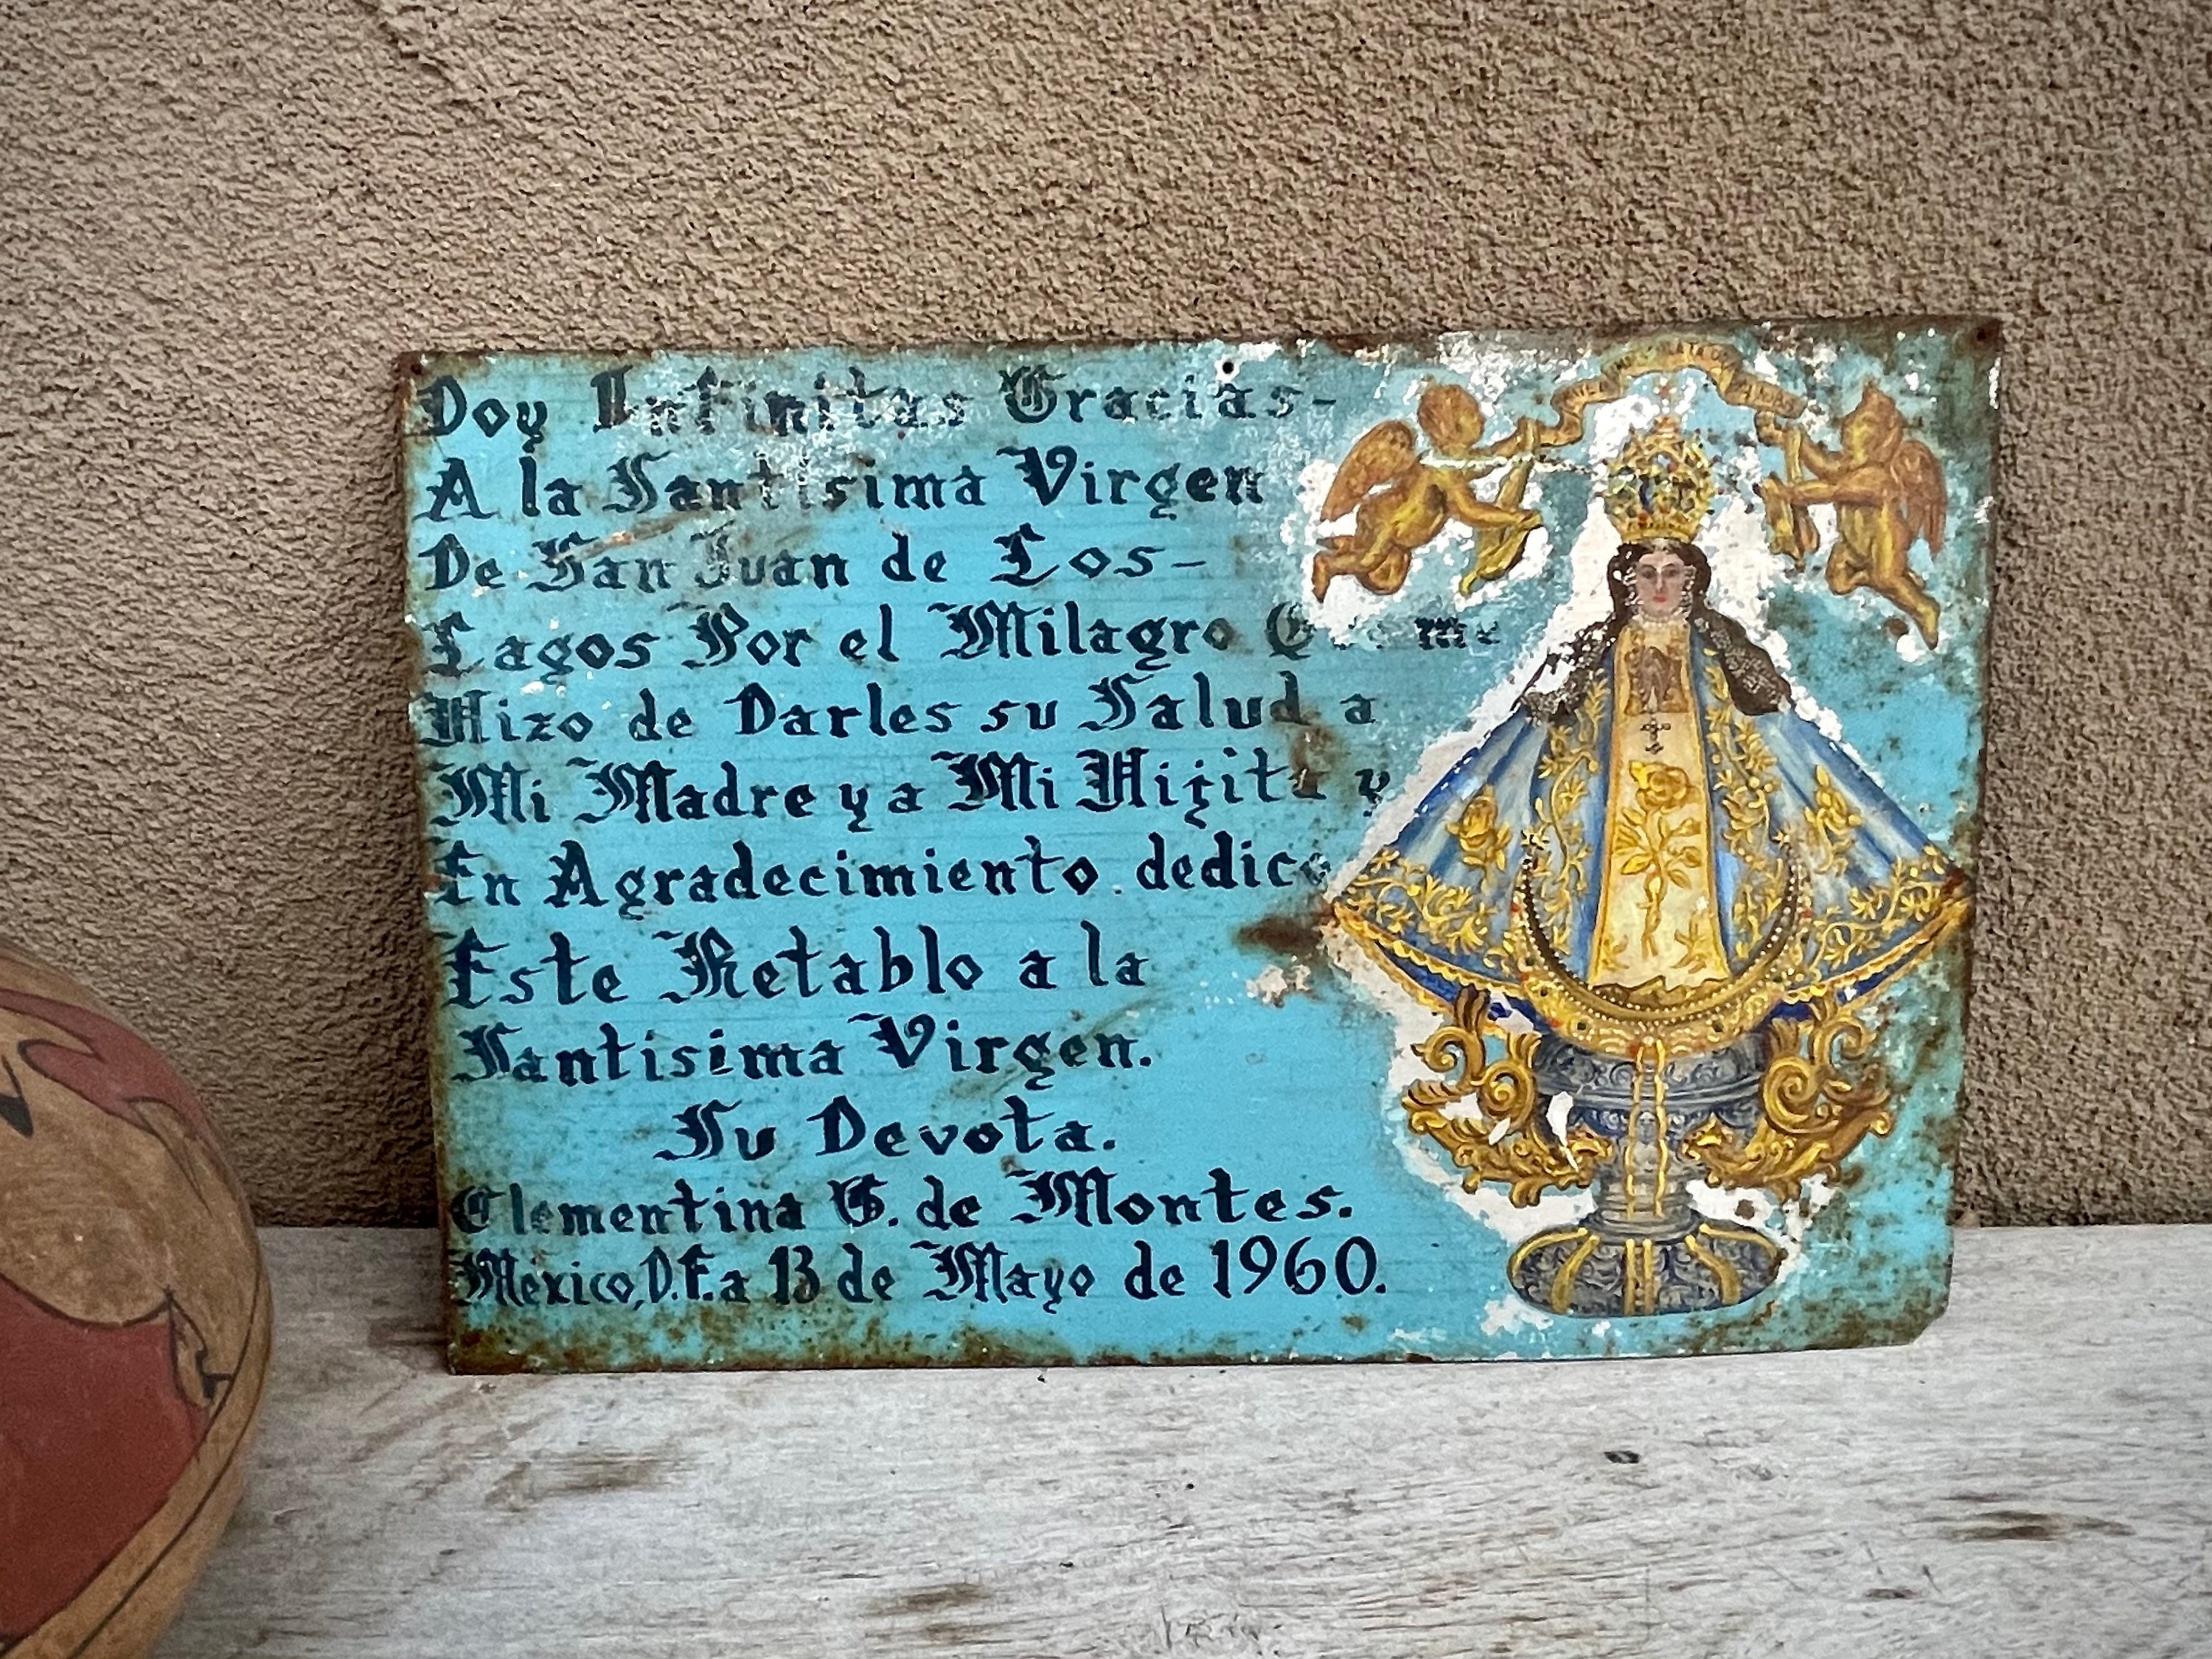 Doy Infinitas Gracias-
A la Santisima Virgen
De San Juan de Los-
Lagos Por el Milagro me
Hizo de Darles su Salud a
Mi Madre y a Mi Hijita y
En Agradecimiento dedico
Este Retablo a la
Santisima Virgen.
Su Devota.
Clementina G. de Montes.
Mexico, D.F. a 13 de Mayo de 1960.